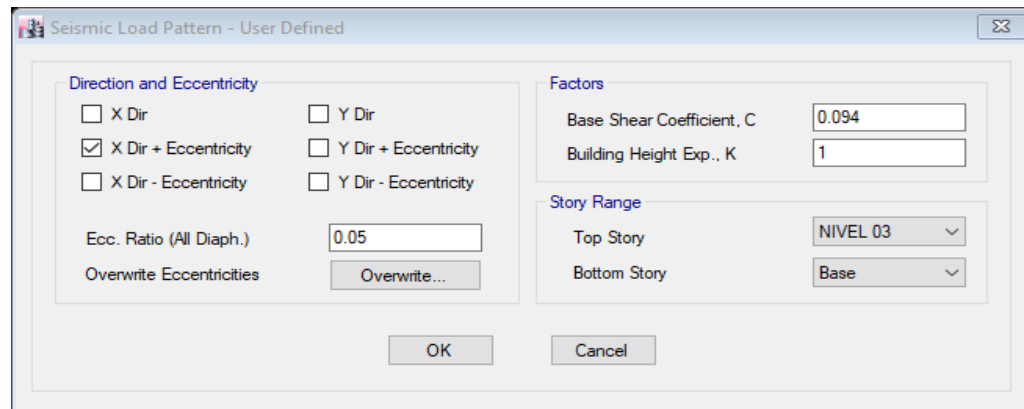 Seismic Load Pattern - User Defined
Direction and Eccentricity
X Dir
Y Dir
X Dir + Eccentricity
Y Dir + Eccentricity
X Dir - Eccentricity
Y Dir - Eccentricity
Ecc. Ratio (All Diaph.)
0.05
Overwrite Eccentricities
Overwrite...
Factors
Base Shear Coefficient, C
0.094
Building Height Exp., K
1
Story Range
Top Story
NIVEL 03
Bottom Story
Base
OK
Cancel